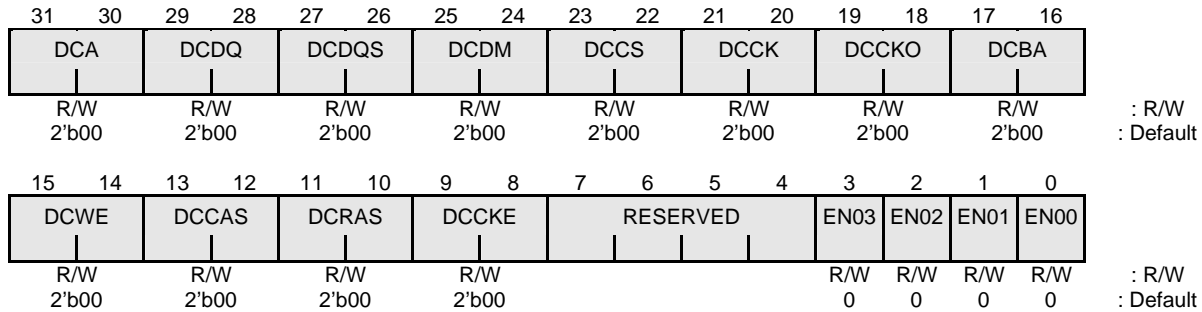 31 30 29 28 27 26 25 24 23 22 21 20 19 18 17 16
DCA DCDQ DCDQS DCDM DCCS DCCK DCCKO DCBA
R/W R/W R/W R/W R/W R/W R/W R/W : R/W
2'b00 2'b00 2'b00 2'b00 2'b00 2'b00 2'b00 2'b00 : Default
15 14 13 12 11 10 9 8 7 6 5 4 3 2 1 0
DCWE DCCAS DCRAS DCCKE RESERVED EN03 EN02 EN01 EN00
R/W R/W R/W R/W R/W R/W R/W R/W : R/W
2'b00 2'b00 2'b00 2'b00 0 0 0 0 : Default